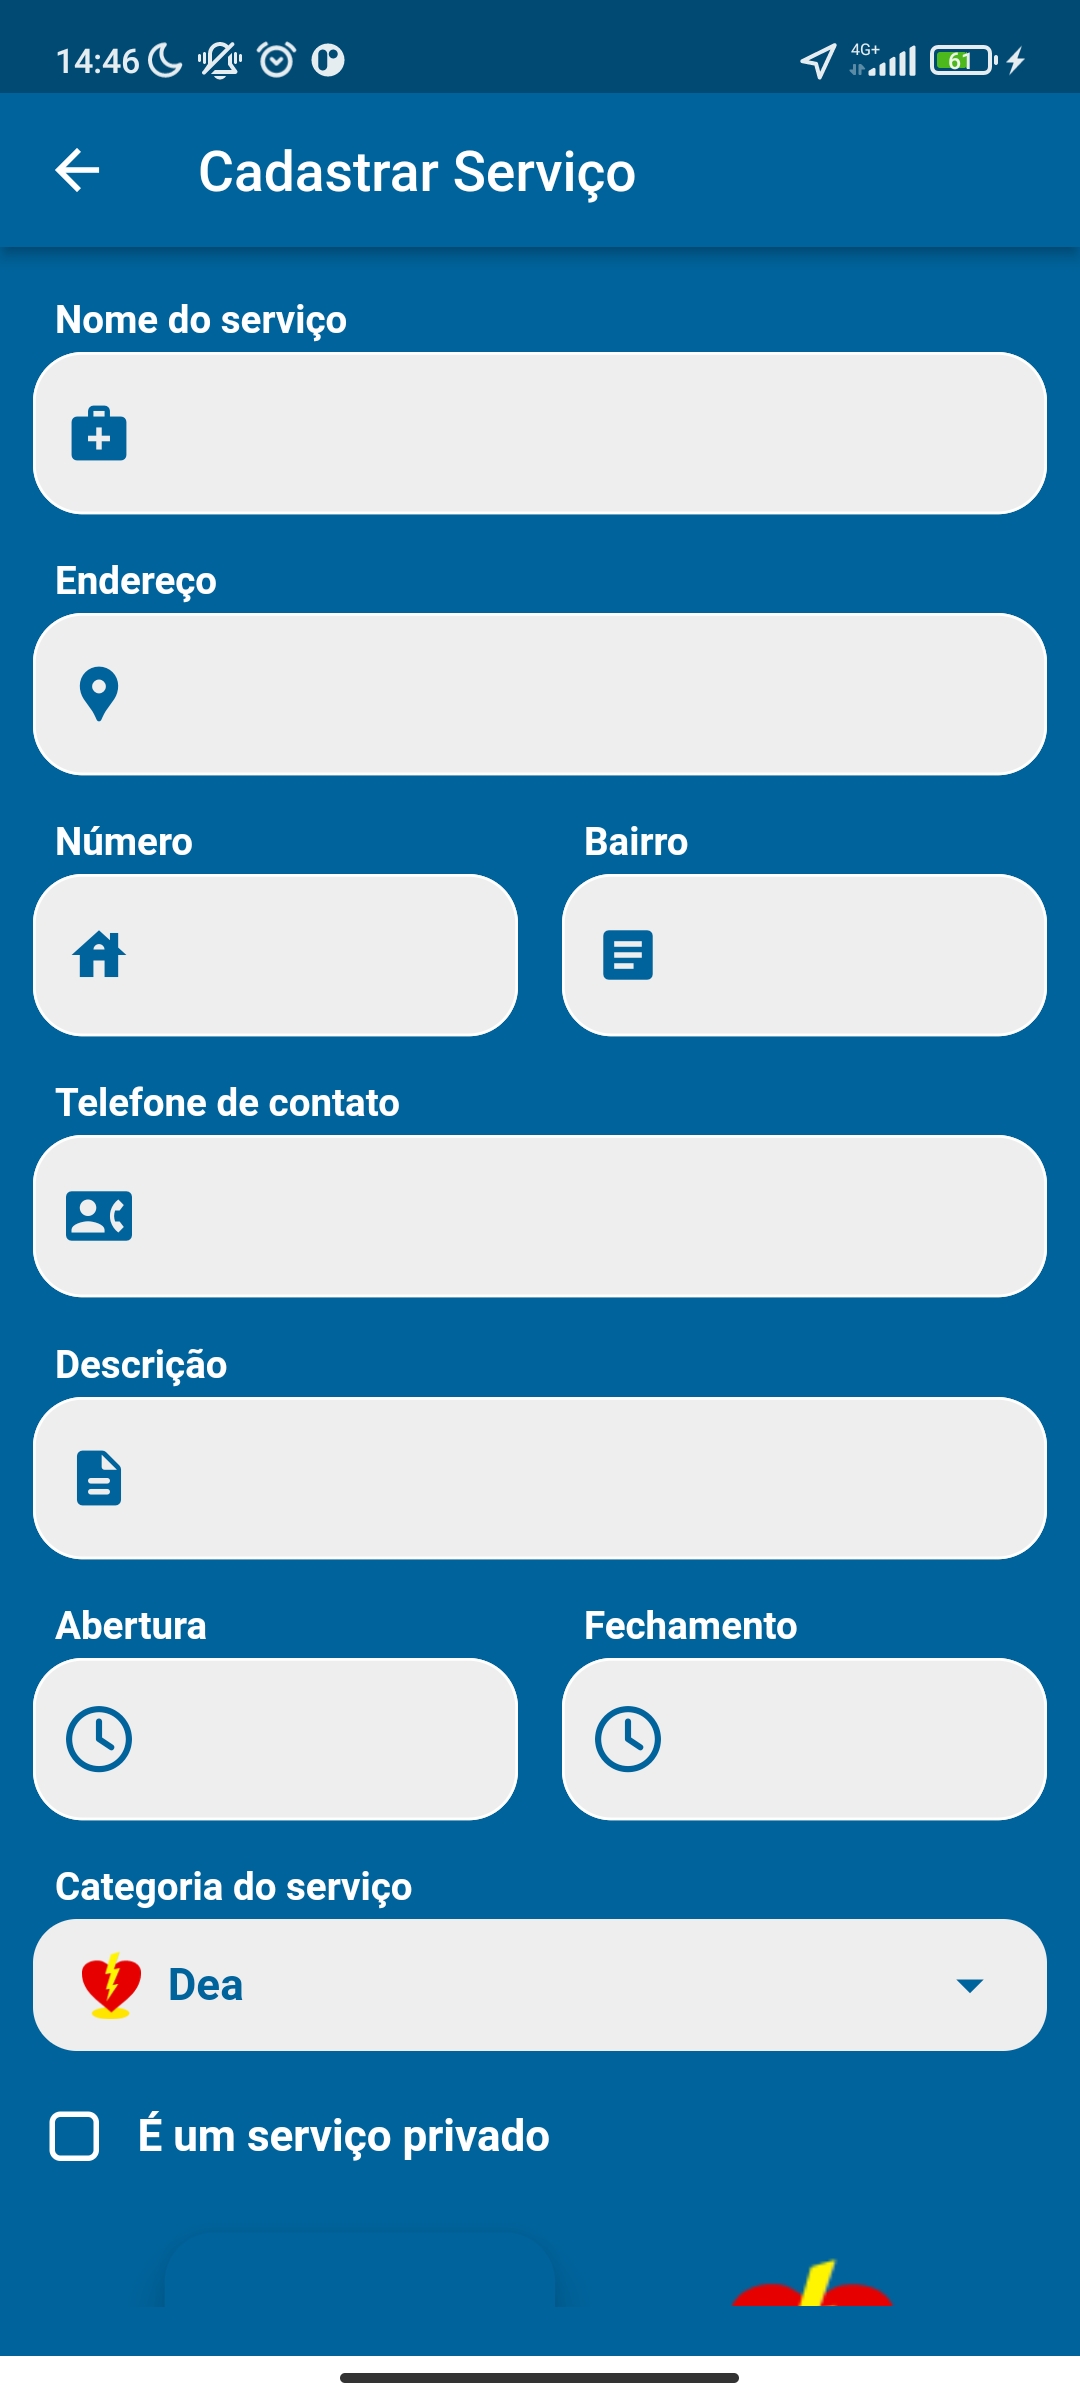 14:46
4G+
61
Cadastrar Serviço
Nome do serviço
Endereço
Número
Bairro
Telefone de contato
Descrição
Abertura
Fechamento
Categoria do serviço
Dea
É um serviço privado